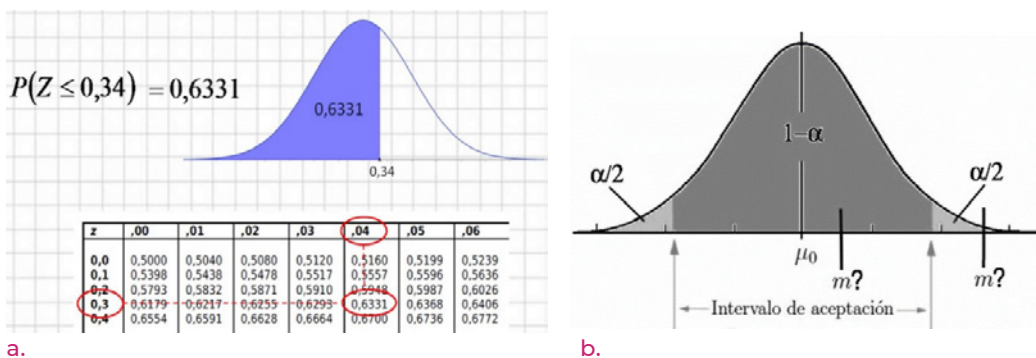 P(Z ≤ 0,34) = 0,6331
0,6331
0,34
z ,00 ,01 ,02 ,03 ,04 ,05 ,06
0,0 0,5000 0,5040 0,5080 0,5120 0,5160 0,5199 0,5239
0,1 0,5398 0,5438 0,5478 0,5517 0,5557 0,5596 0,5636
0,2 0,5793 0,5832 0,5871 0,5910 0,5948 0,5987 0,6026
0,3 0,6179 0,6217 0,6255 0,6293 0,6331 0,6368 0,6406
0,4 0,6554 0,6591 0,6628 0,6664 0,6700 0,6736 0,6772
a.
1−α
α/2 α/2
μ0
m? m?
Intervalo de aceptación
b.